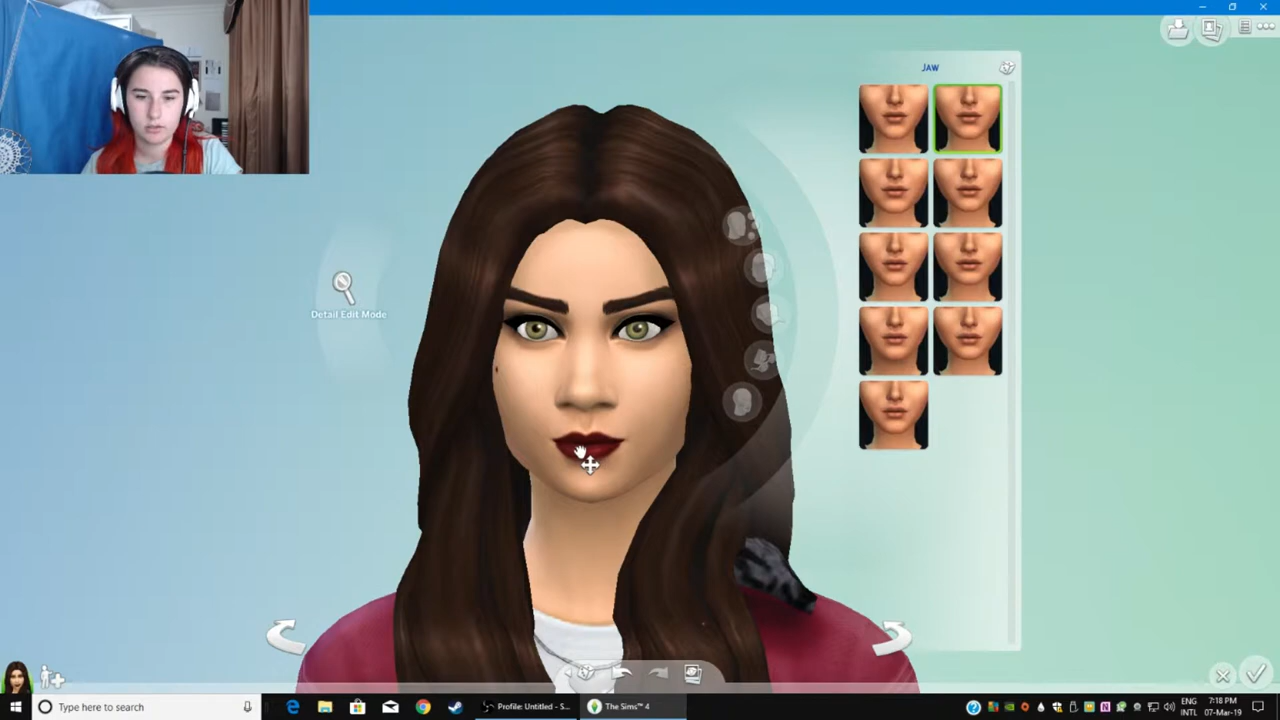 JAW
Detail Edit Mode
Type here to search
Profile: Untitled - S...
The Sims™ 4
ENG
INTL
7:18 PM
07-Mar-19